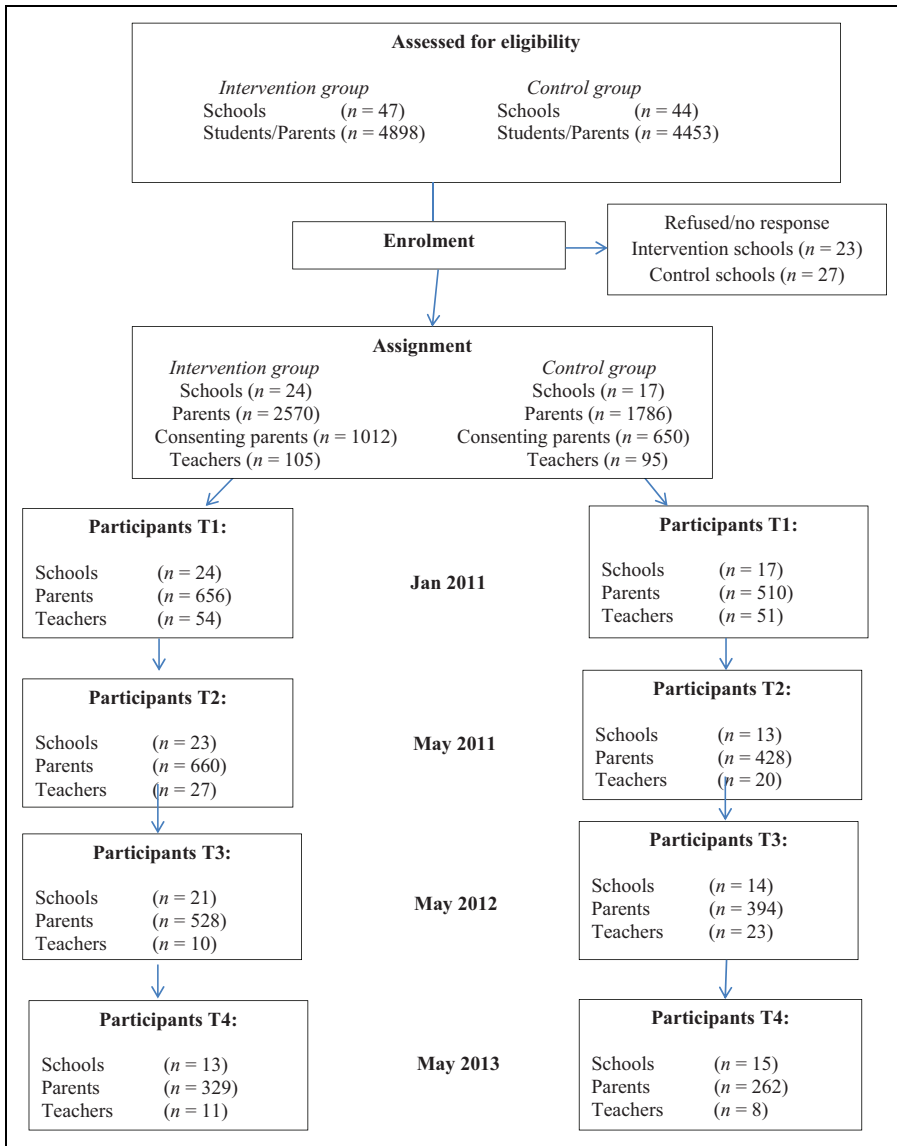 Assessed for eligibility
Intervention group Control group
Schools (n = 47) Schools (n = 44)
Students/Parents (n = 4898) Students/Parents (n = 4453)
Enrolment
Refused/no response
Intervention schools (n = 23)
Control schools (n = 27)
Assignment
Intervention group Control group
Schools (n = 24) Schools (n = 17)
Parents (n = 2570) Parents (n = 1786)
Consenting parents (n = 1012) Consenting parents (n = 650)
Teachers (n = 105) Teachers (n = 95)
Participants T1:
Schools (n = 24)
Parents (n = 656)
Teachers (n = 54)
Jan 2011
Participants T1:
Schools (n = 17)
Parents (n = 510)
Teachers (n = 51)
Participants T2:
Schools (n = 23)
Parents (n = 660)
Teachers (n = 27)
May 2011
Participants T2:
Schools (n = 13)
Parents (n = 428)
Teachers (n = 20)
Participants T3:
Schools (n = 21)
Parents (n = 528)
Teachers (n = 10)
May 2012
Participants T3:
Schools (n = 14)
Parents (n = 394)
Teachers (n = 23)
Participants T4:
Schools (n = 13)
Parents (n = 329)
Teachers (n = 11)
May 2013
Participants T4:
Schools (n = 15)
Parents (n = 262)
Teachers (n = 8)